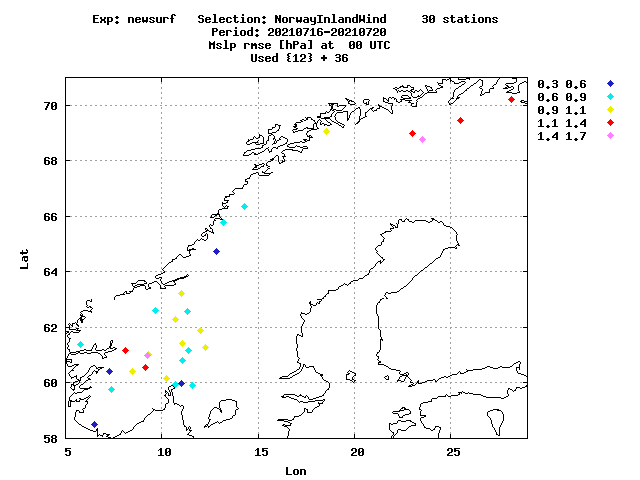 Exp: newsurf   Selection: NorwayInlandWind     30 stations
Period: 20210716-20210720
Mslp rmse [hPa] at  00 UTC
Used {12} + 36
0.3 0.6
0.6 0.9
0.9 1.1
1.1 1.4
1.4 1.7
70
68
66
64
62
60
58
Lat
5 10 15 20 25
Lon